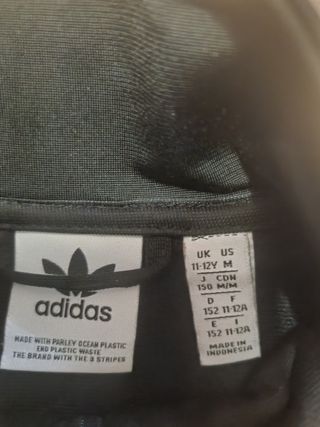 adidas
MADE WITH PARLEY OCEAN PLASTIC
END PLASTIC WASTE
THE BRAND WITH THE 3 STRIPES
UK US
11-12Y M
J CDN
150 M/M
D F
152 11-12A
E I
152 11-12A
MADE IN
INDONESIA